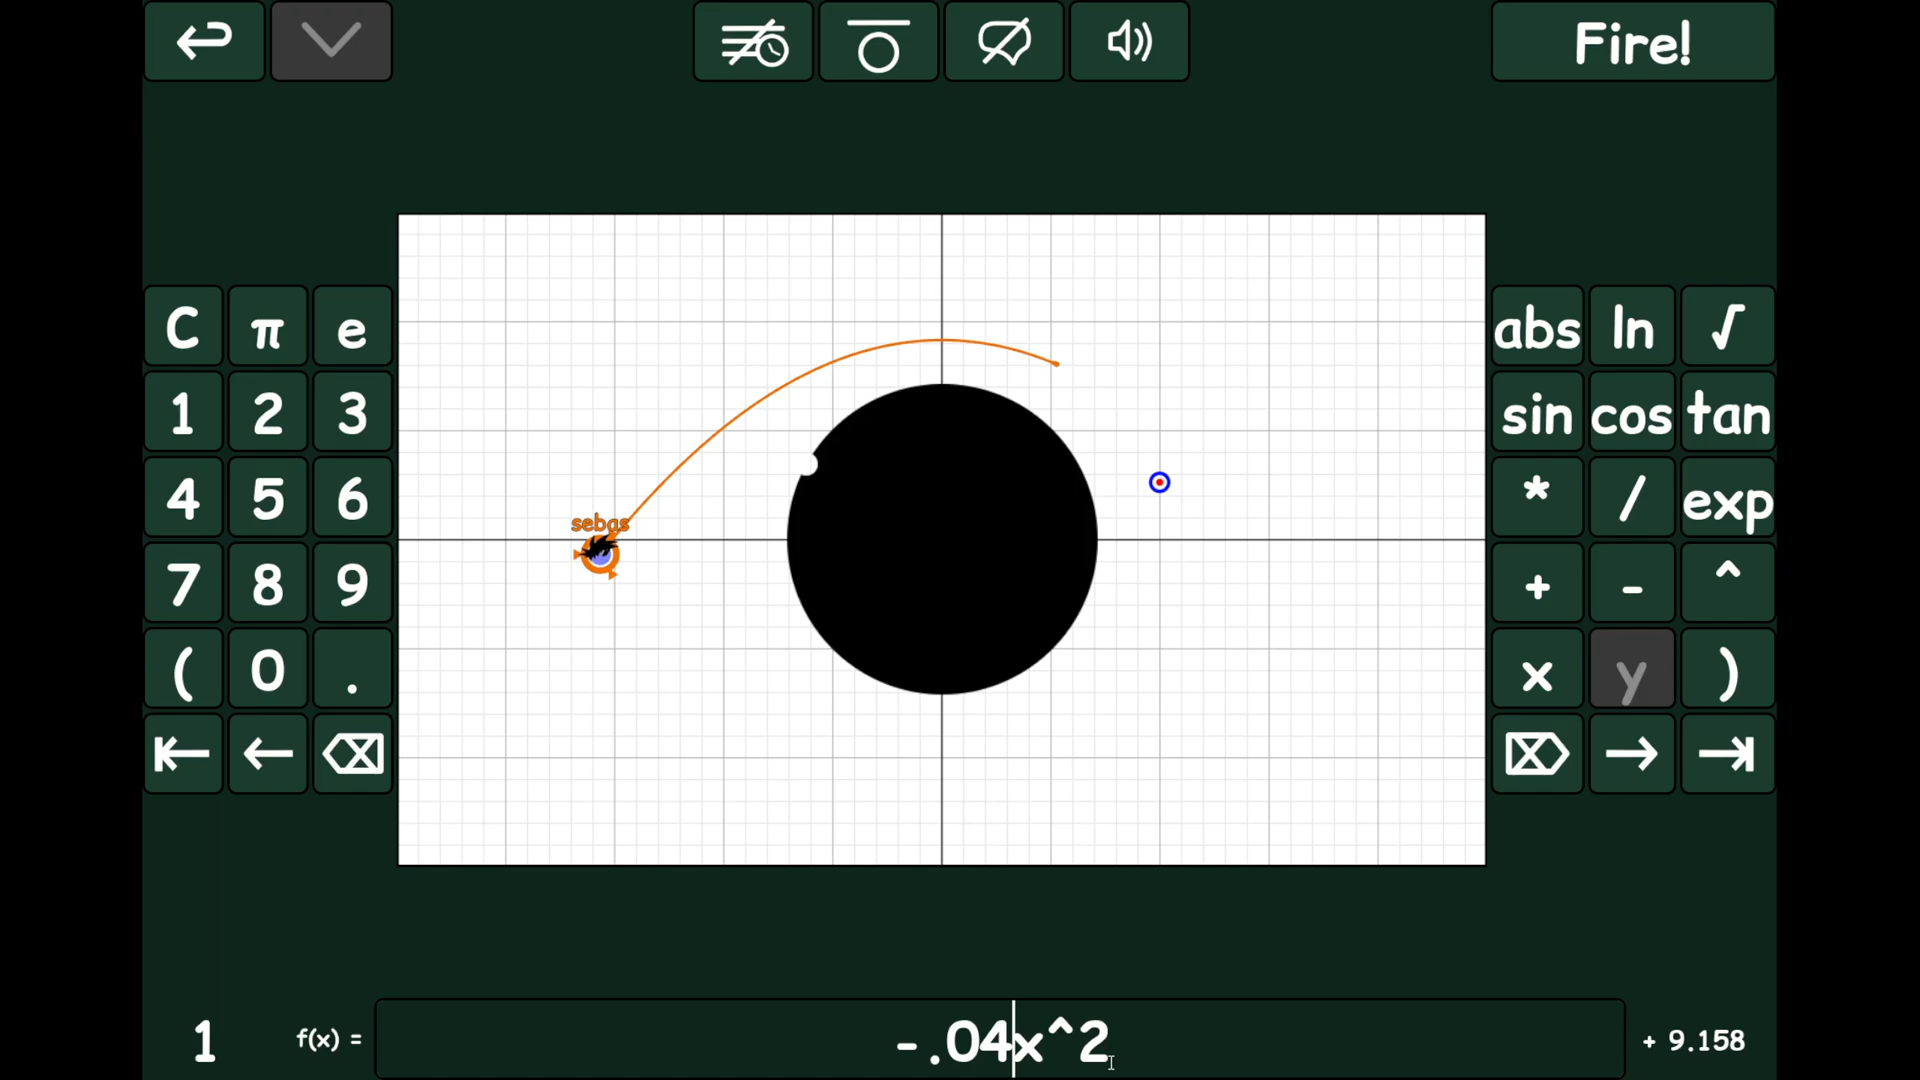 Fire!
C π e
abs ln √
1 2 3
sin cos tan
4 5 6
* / exp
sebas
7 8 9
+ - ^
( 0 .
x y )
1 f(x) = -.04x^2 + 9.158